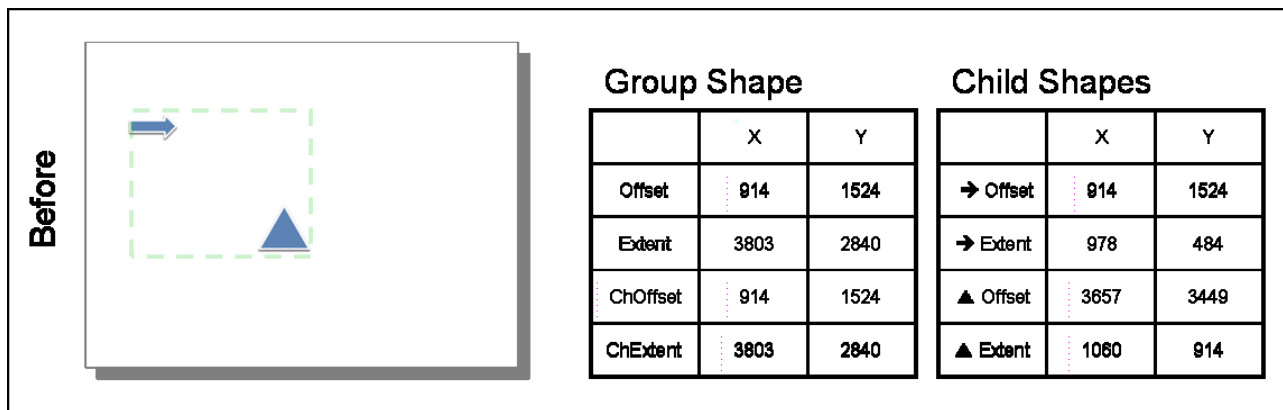 Before
Group Shape
X Y
Offset 914 1524
Extent 3803 2840
ChOffset 914 1524
ChExtent 3803 2840
Child Shapes
X Y
➔ Offset 914 1524
➔ Extent 978 484
▲ Offset 3657 3449
▲ Extent 1060 914